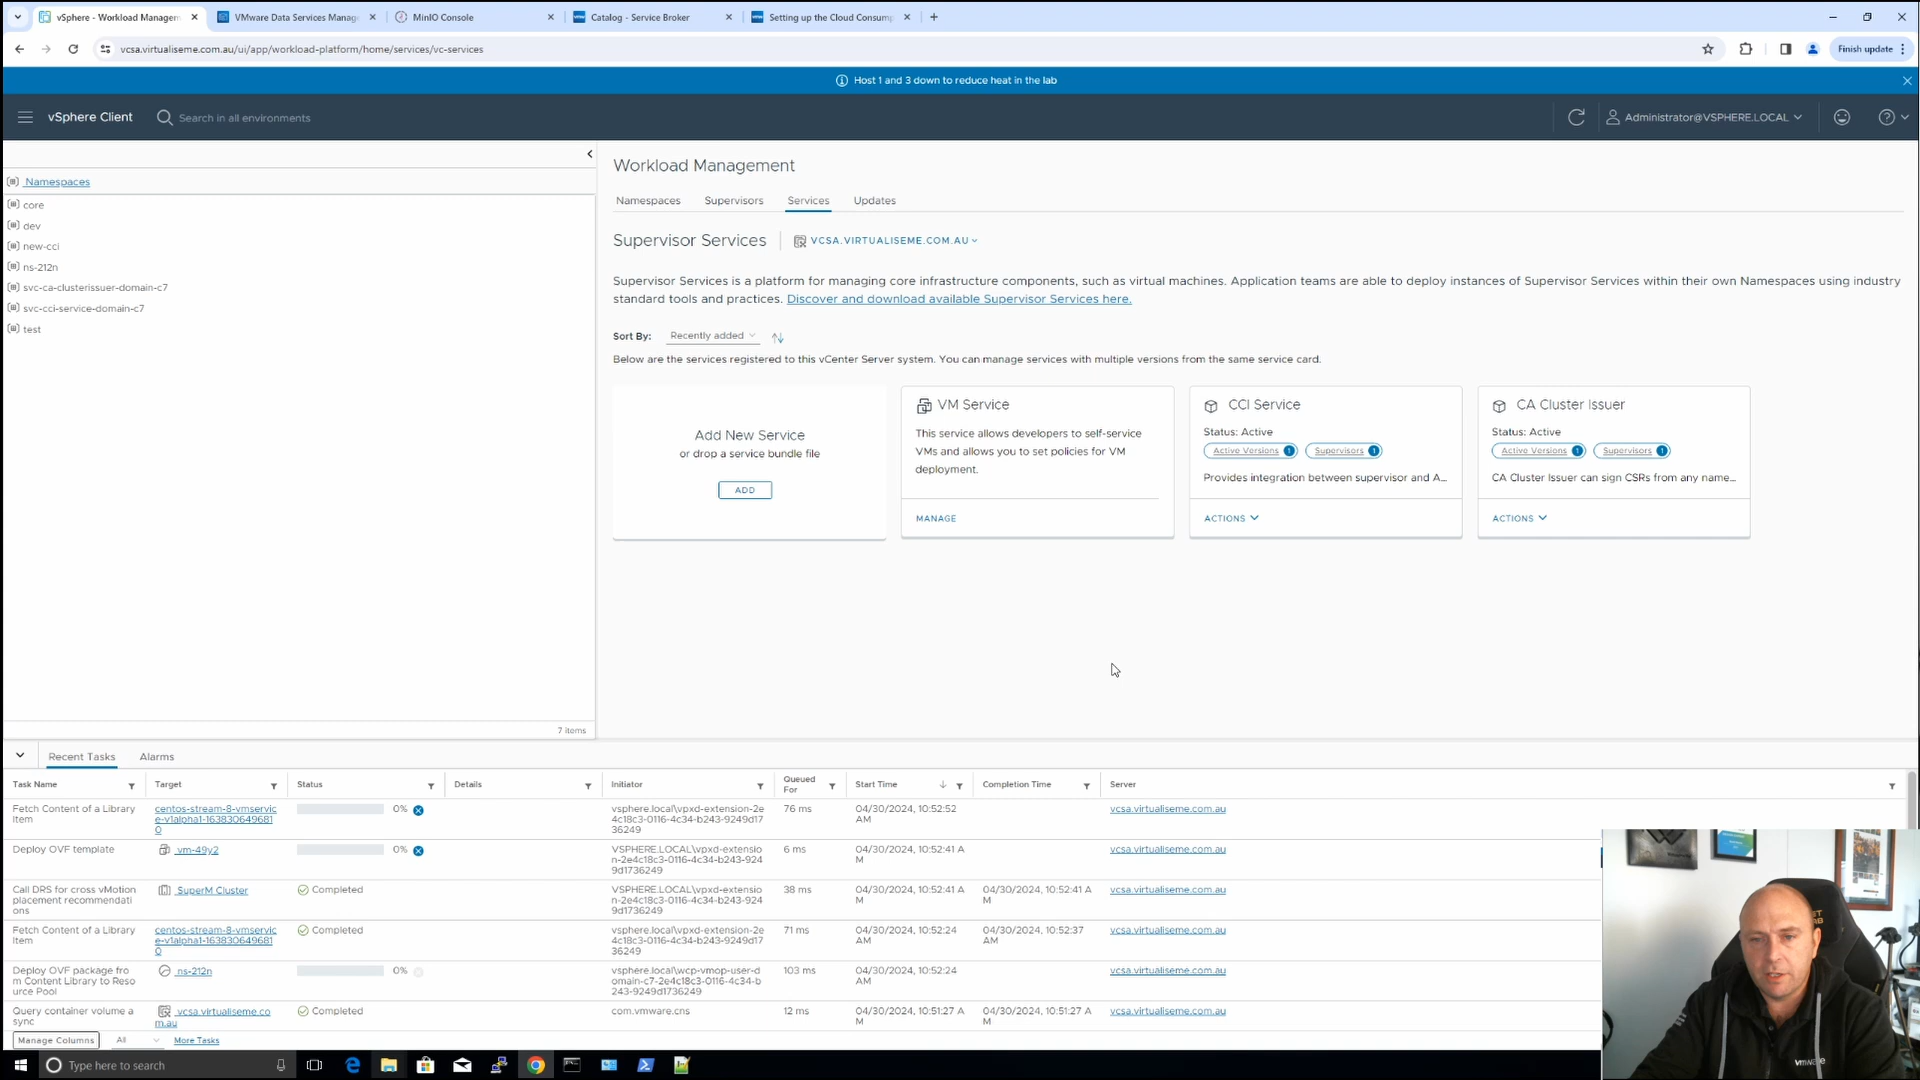 vSphere - Workload Managem
VMware Data Services Manage
MinIO Console
Catalog - Service Broker
Setting up the Cloud Consump
vcsa.virtualiseme.com.au/ui/app/workload-platform/home/services/vc-services
Finish update
Host 1 and 3 down to reduce heat in the lab
vSphere Client
Search in all environments
Administrator@VSPHERE.LOCAL
Namespaces
core
dev
new-cci
ns-212n
svc-ca-clusterissuer-domain-c7
svc-cci-service-domain-c7
test
7 items
Workload Management
Namespaces Supervisors Services Updates
Supervisor Services
VCSA.VIRTUALISEME.COM.AU
Supervisor Services is a platform for managing core infrastructure components, such as virtual machines. Application teams are able to deploy instances of Supervisor Services within their own Namespaces using industry
standard tools and practices. Discover and download available Supervisor Services here.
Sort By: Recently added
Below are the services registered to this vCenter Server system. You can manage services with multiple versions from the same service card.
Add New Service
or drop a service bundle file
ADD
VM Service
This service allows developers to self-service
VMs and allows you to set policies for VM
deployment.
MANAGE
CCI Service
Status: Active
Active Versions 1 Supervisors 1
Provides integration between supervisor and A...
ACTIONS
CA Cluster Issuer
Status: Active
Active Versions 1 Supervisors 1
CA Cluster Issuer can sign CSRs from any name...
ACTIONS
Recent Tasks Alarms
Task Name Target Status Details Initiator Queued For Start Time Completion Time Server
Fetch Content of a Library
Item
centos-stream-8-vmservic
e-v1alpha1-163830649681
0
0%
vsphere.local\vpxd-extension-2e
4c18c3-0116-4c34-b243-9249d17
36249
76 ms
04/30/2024, 10:52:52
AM
vcsa.virtualiseme.com.au
Deploy OVF template
vm-49y2
0%
VSPHERE.LOCAL\vpxd-extensio
n-2e4c18c3-0116-4c34-b243-924
9d1736249
6 ms
04/30/2024, 10:52:41 A
M
vcsa.virtualiseme.com.au
Call DRS for cross vMotion
placement recommendati
ons
SuperM Cluster
Completed
VSPHERE.LOCAL\vpxd-extensio
n-2e4c18c3-0116-4c34-b243-924
9d1736249
38 ms
04/30/2024, 10:52:41 A
M
04/30/2024, 10:52:41 A
M
vcsa.virtualiseme.com.au
Fetch Content of a Library
Item
centos-stream-8-vmservic
e-v1alpha1-163830649681
0
Completed
vsphere.local\vpxd-extension-2e
4c18c3-0116-4c34-b243-9249d17
36249
71 ms
04/30/2024, 10:52:24
AM
04/30/2024, 10:52:37
AM
vcsa.virtualiseme.com.au
Deploy OVF package fro
m Content Library to Reso
urce Pool
ns-212n
0%
vsphere.local\wcp-vmop-user-d
omain-c7-2e4c18c3-0116-4c34-b
243-9249d1736249
103 ms
04/30/2024, 10:52:24
AM
vcsa.virtualiseme.com.au
Query container volume a
sync
vcsa.virtualiseme.co
m.au
Completed
com.vmware.cns
12 ms
04/30/2024, 10:51:27 A
M
04/30/2024, 10:51:27 A
M
vcsa.virtualiseme.com.au
Manage Columns All More Tasks
Type here to search
vmware